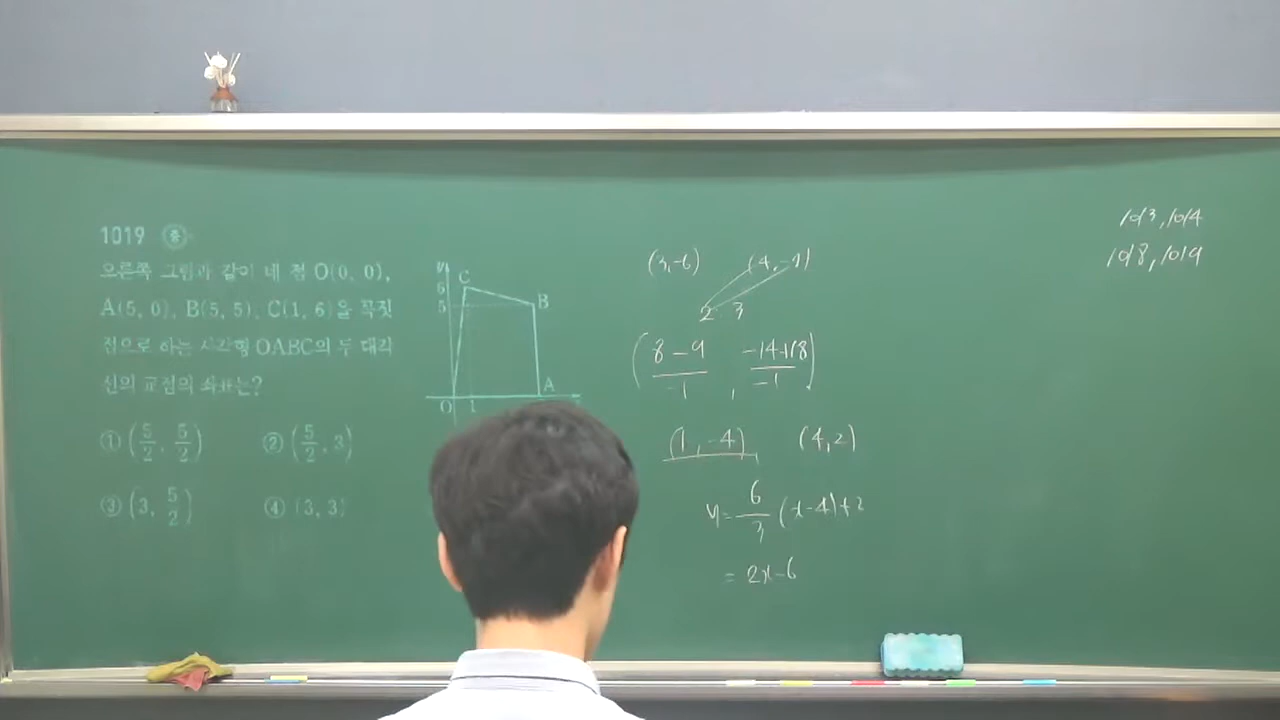 1019 중
오른쪽 그림과 같이 네 점 O(0, 0),
A(5, 0), B(5, 5), C(1, 6)을 꼭짓
점으로 하는 사각형 OABC의 두 대각
선의 교점의 좌표는?
① (5/2, 5/2) ② (5/2, 3)
③ (3, 5/2) ④ (3, 3)
y
C
6
5
B
A
O 1
(3,-6) (4,-7)
2 3
(8-9/-1, -14+18/-1)
(1,-4) (4,2)
y=6/3(x-4)+2
=2x-6
1013, 1014
1018, 1019